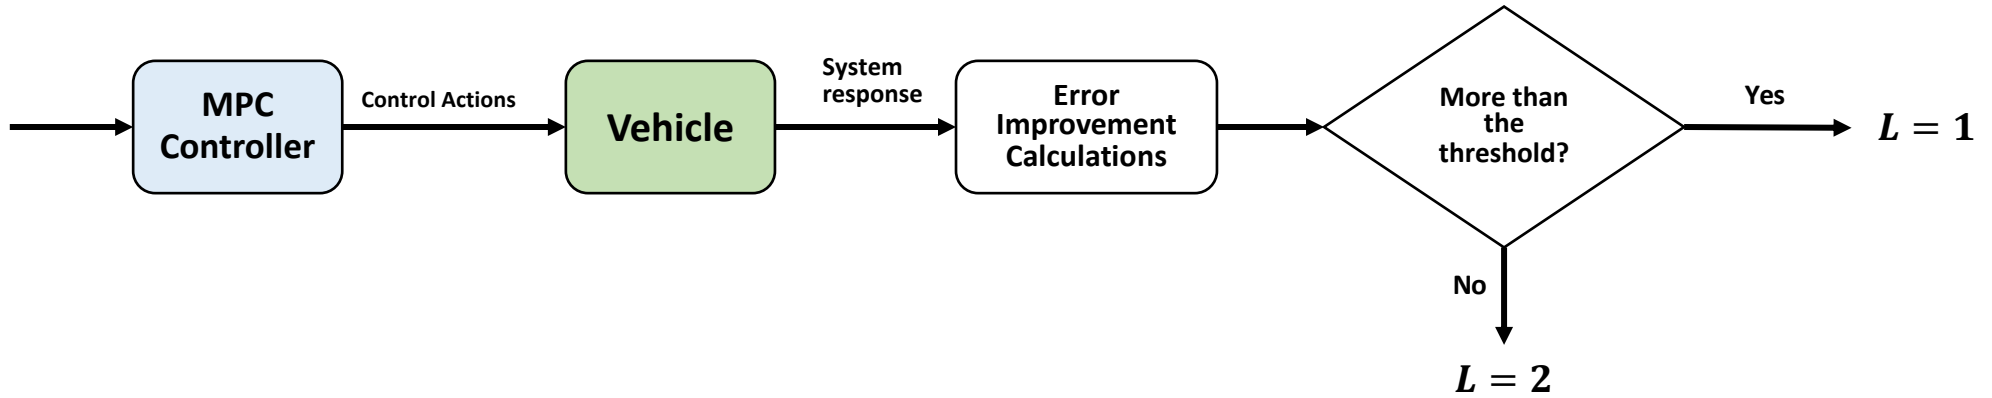 MPC
Controller
Control Actions
Vehicle
System
response
Error
Improvement
Calculations
More than
the
threshold?
Yes
L = 1
No
L = 2